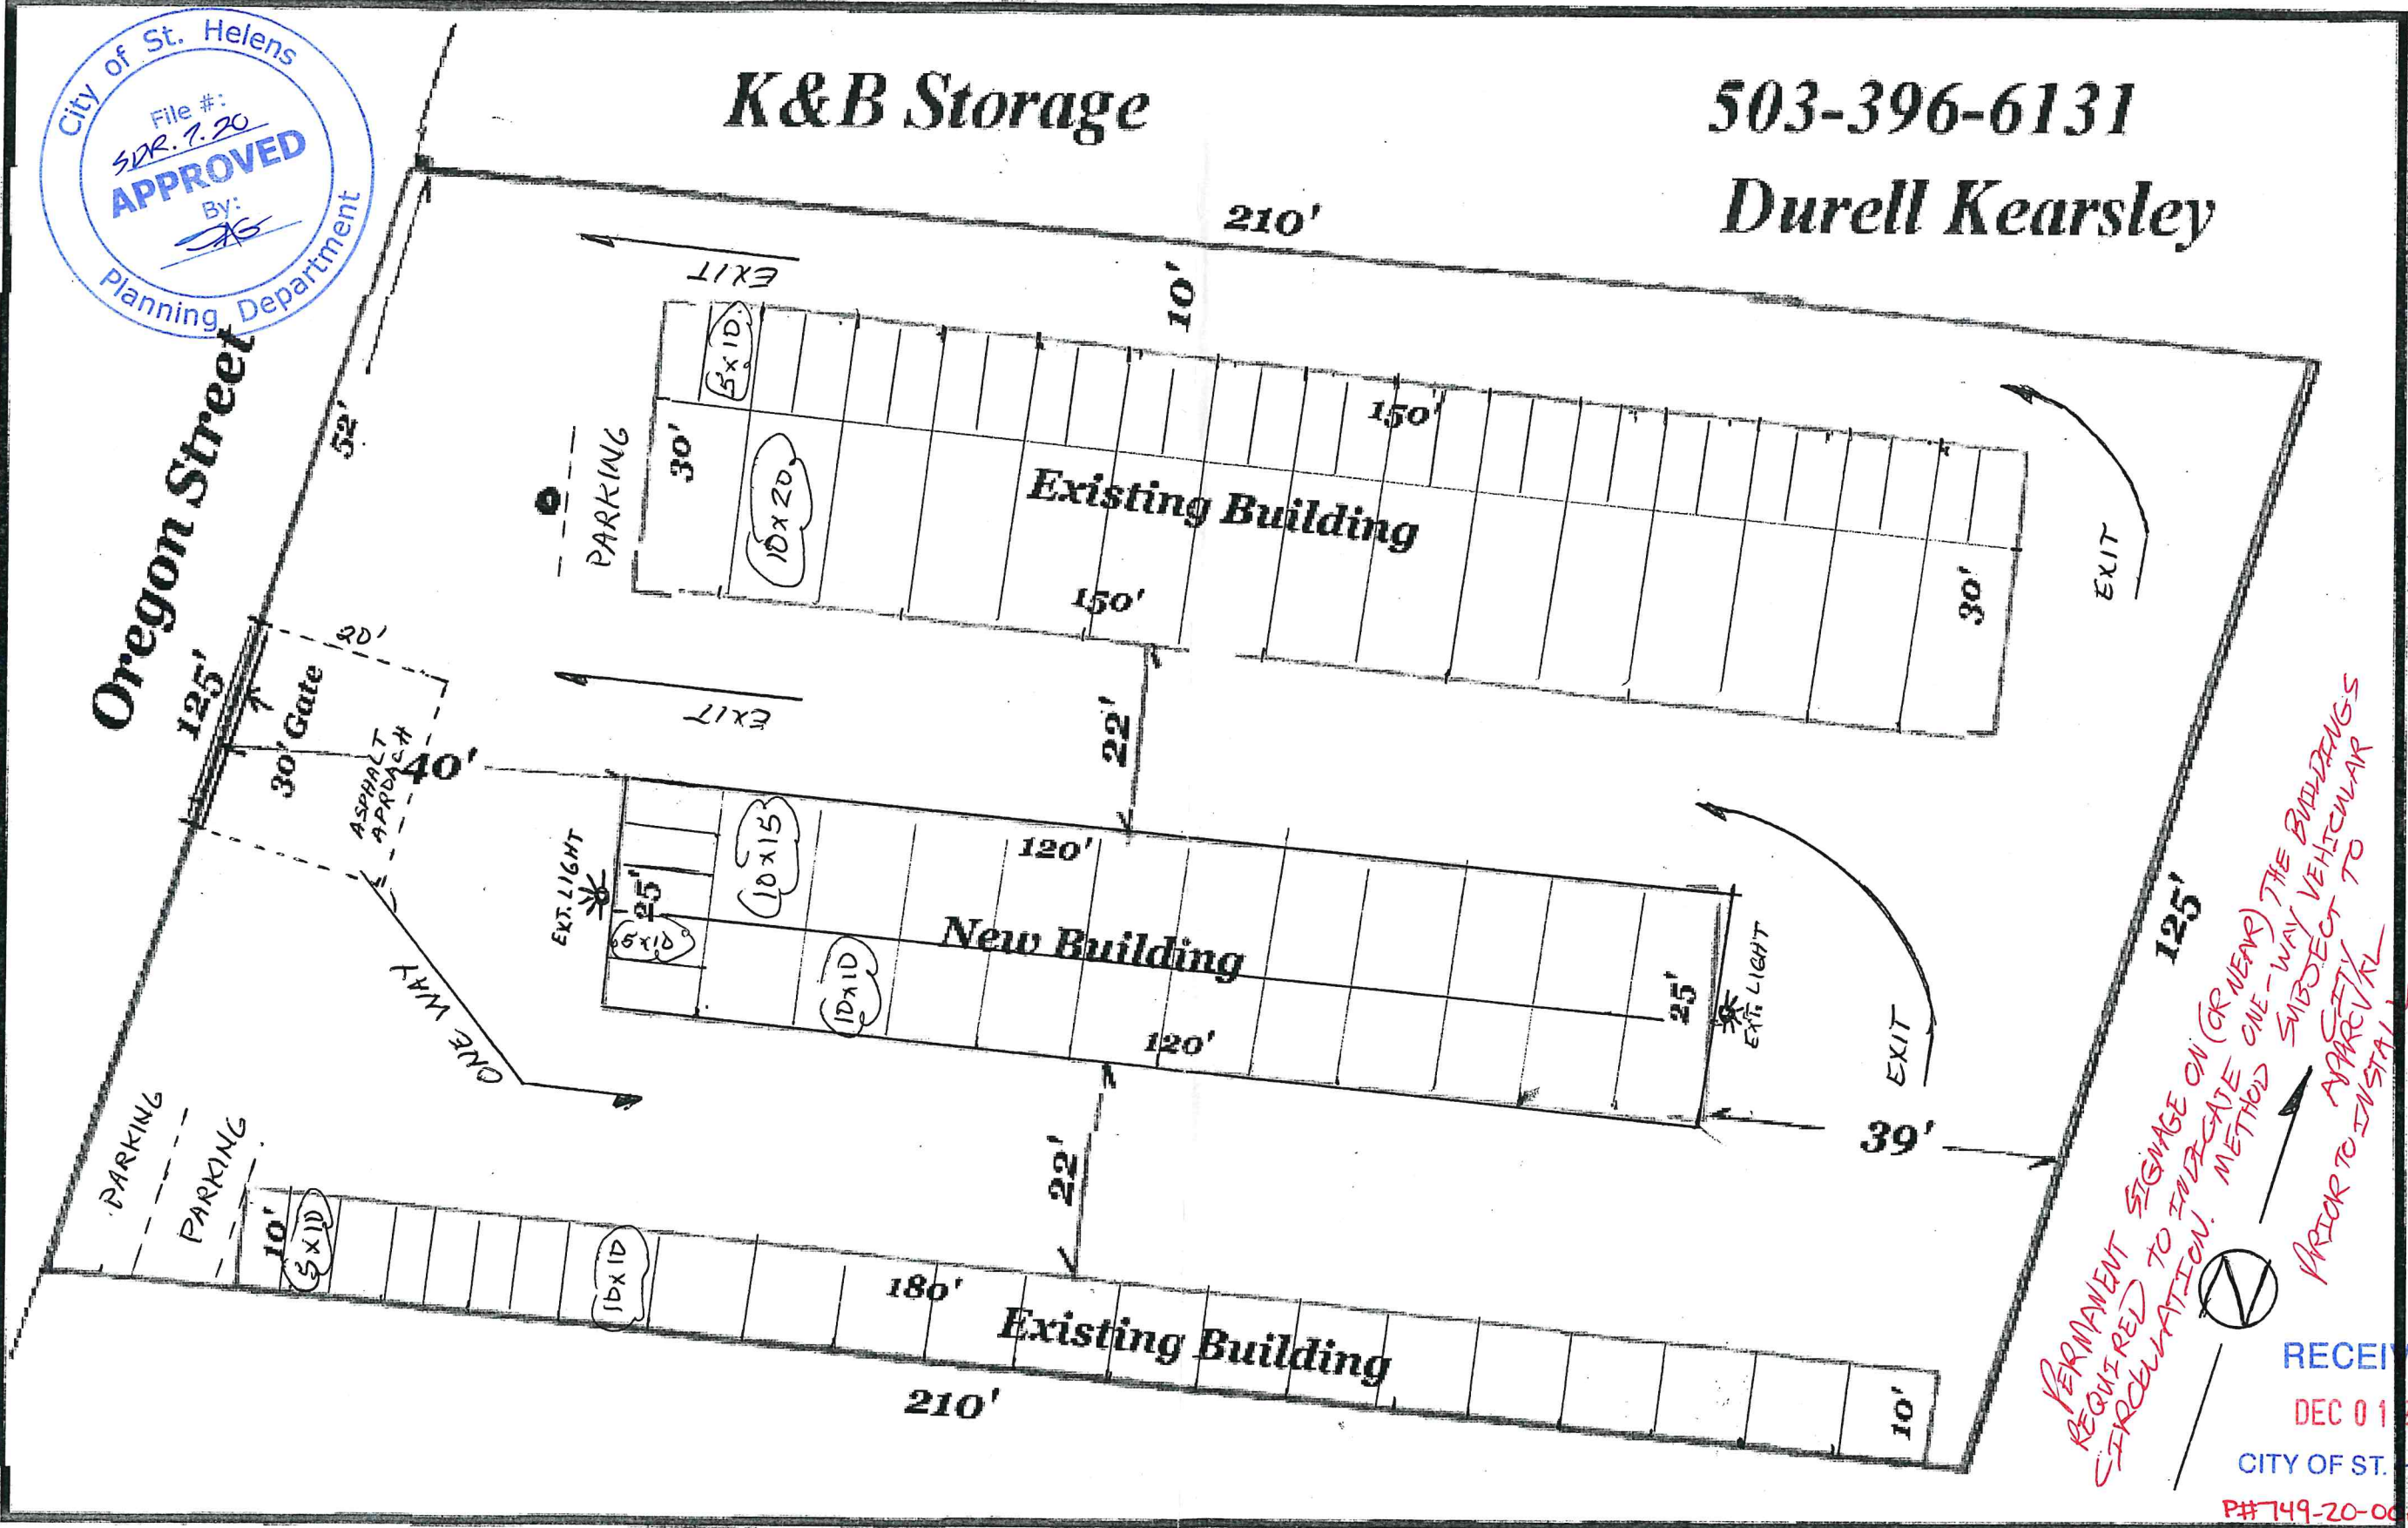 City of St. Helens
File #:
SDR.7.20
APPROVED
By:
Planning Department
K&B Storage
503-396-6131
Durell Kearsley
210'
EXIT
10'
Oregon Street
52'
5x10
150'
30'
PARKING
10x20
Existing Building
150'
30'
EXIT
20'
125'
30' Gate
ASPHALT
APPROACH
40'
EXIT
22'
EXT. LIGHT
25'
5x10
10x15
120'
New Building
10x10
120'
25'
EXT. LIGHT
EXIT
125'
39'
ONE WAY
PARKING
PARKING
22'
10'
5x10
10x10
180'
Existing Building
10'
210'
PERMANENT SIGNAGE ON (OR NEAR) THE BUILDINGS
REQUIRED TO INDICATE ONE-WAY VEHICULAR
CIRCULATION. METHOD SUBJECT TO
CITY
APPROVAL
PRIOR TO INSTAL
RECEIV
DEC 01
CITY OF ST.
P#749-20-00